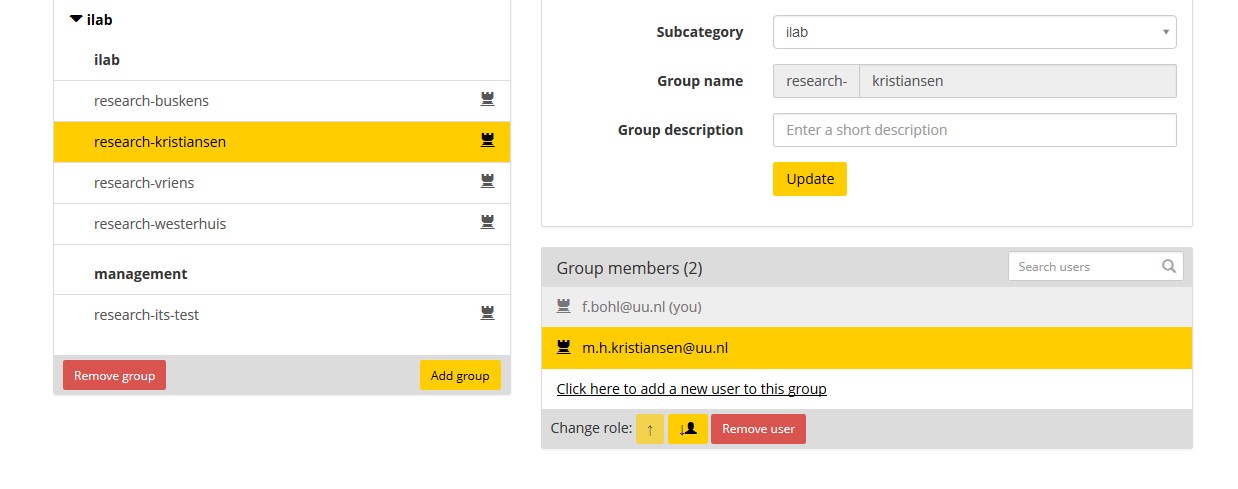 ilab
ilab
research-buskens
research-kristiansen
research-vriens
research-westerhuis
management
research-its-test
Remove group
Add group
Subcategory
ilab
Group name
research-
kristiansen
Group description
Enter a short description
Update
Group members (2)
Search users
f.bohl@uu.nl (you)
m.h.kristiansen@uu.nl
Click here to add a new user to this group
Change role:
Remove user